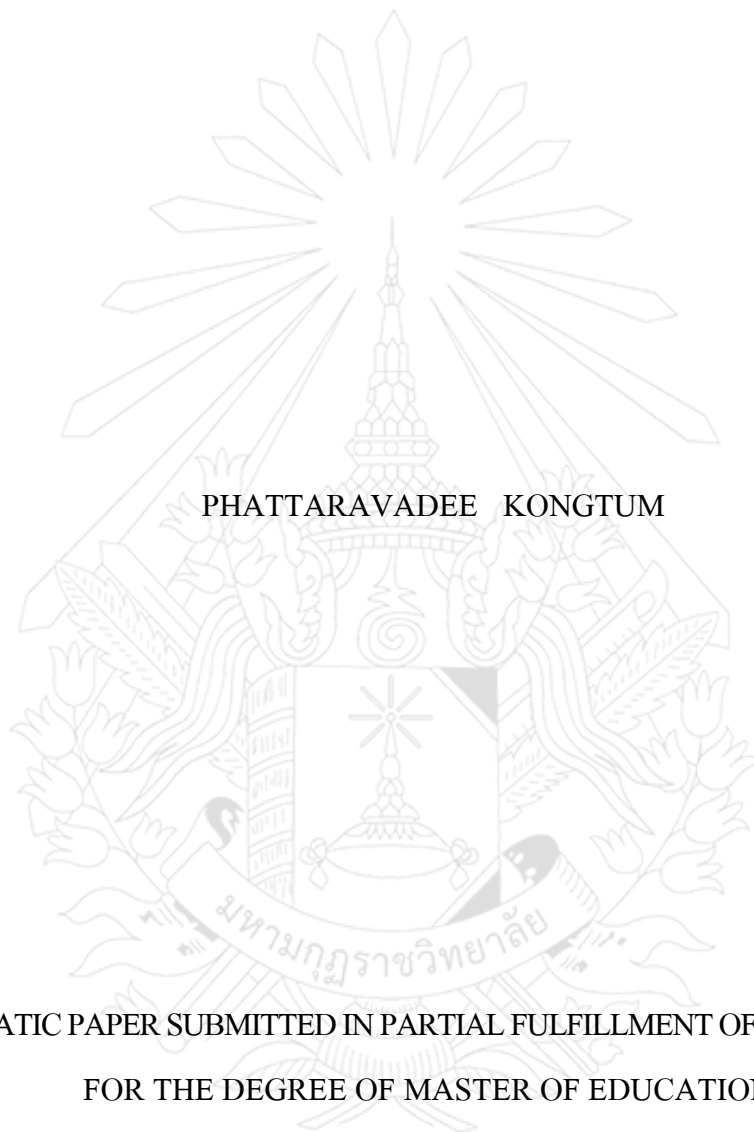 PHATTARAVADEE KONGTUM
มหามกุฏราชวิทยาลัย
ATIC PAPER SUBMITTED IN PARTIAL FULFILLMENT OF
FOR THE DEGREE OF MASTER OF EDUCATION